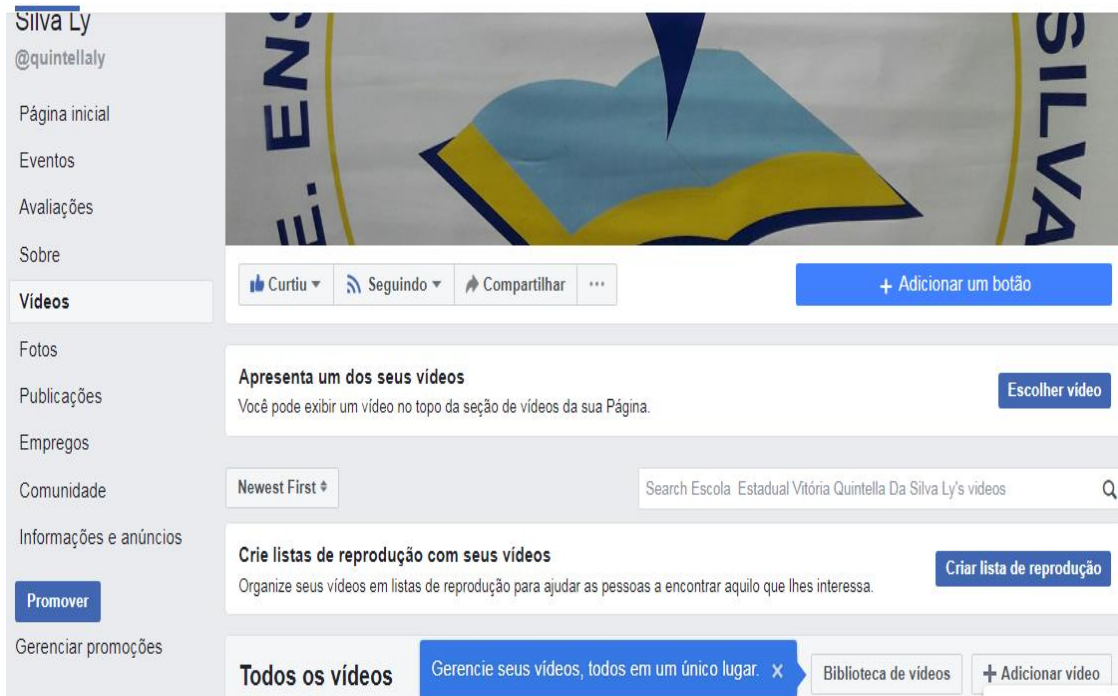 Silva Ly
@quintellaly
Página inicial
Eventos
Avaliações
Sobre
Vídeos
Fotos
Publicações
Empregos
Comunidade
Informações e anúncios
Promover
Gerenciar promoções
E. ENS
SILVA
Curtiu
Seguindo
Compartilhar
...
+ Adicionar um botão
Apresenta um dos seus vídeos
Você pode exibir um vídeo no topo da seção de vídeos da sua Página.
Escolher vídeo
Newest First
Search Escola Estadual Vitória Quintella Da Silva Ly's videos
Crie listas de reprodução com seus vídeos
Organize seus vídeos em listas de reprodução para ajudar as pessoas a encontrar aquilo que lhes interessa.
Criar lista de reprodução
Todos os vídeos
Gerencie seus vídeos, todos em um único lugar. ×
Biblioteca de vídeos
+ Adicionar vídeo